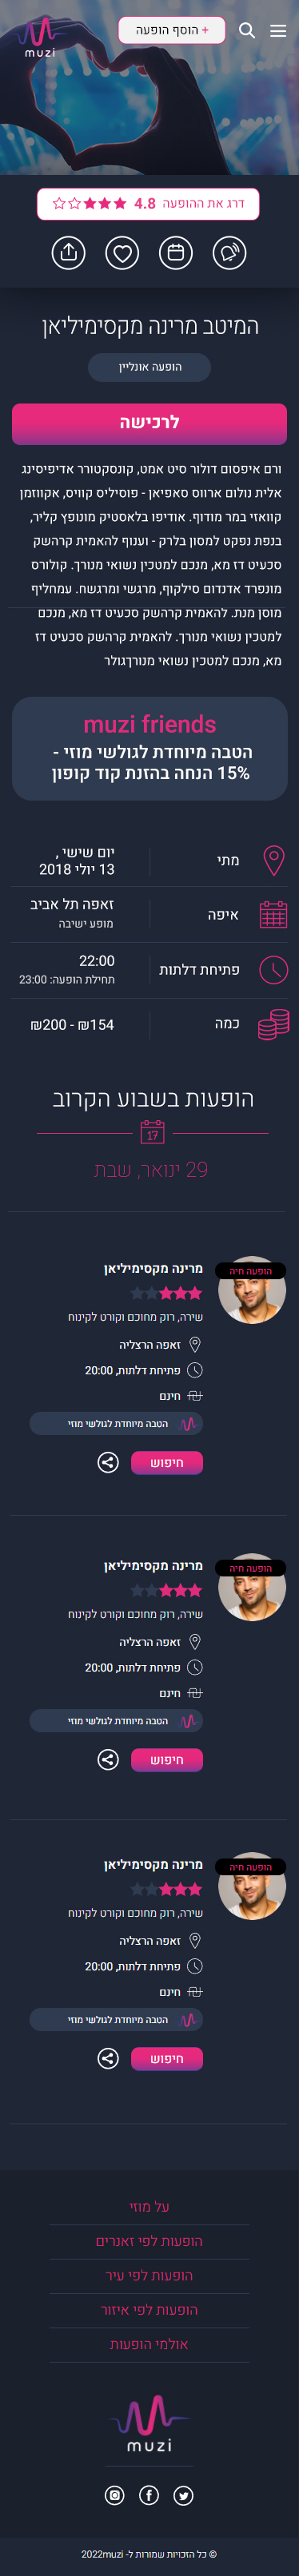 muzi
+ הוסף הופעה
דרג את ההופעה 4.8
המיטב מרינה מקסימיליאן
הופעה אונליין
לרכישה
ורם איפסום דולור סיט אמט, קונסקטורר אדיפיסינג
אלית נולום ארווס סאפיאן - פוסיליס קוויס, אקווזמן
קוואזי במר מודוף. אודיפו בלאסטיק מונופץ קליר,
בנפת נפקט למסון בלרק - וענוף להאמית קרהשק
סכעיט דז מא, מנכם למטכין נשואי מנורך. קולורס
מונפרד אדנדום סילקוף, מרגשי ומרגשח. עמחליף
מוסן מנת. להאמית קרהשק סכעיט דז מא, מנכם
למטכין נשואי מנורך. להאמית קרהשק סכעיט דז
מא, מנכם למטכין נשואי מנורךגולר
muzi friends
הטבה מיוחדת לגולשי מוזי -
15% הנחה בהזנת קוד קופון
מתי
יום שישי ,
13 יולי 2018
איפה
זאפה תל אביב
מופע ישיבה
פתיחת דלתות
22:00
תחילת הופעה: 23:00
כמה
₪154 - ₪200
הופעות בשבוע הקרוב
17
29 ינואר, שבת
הופעה חיה
מרינה מקסימיליאן
שירה, רוק מחוכם וקורט לקינוח
זאפה הרצליה
פתיחת דלתות, 20:00
חינם
הטבה מיוחדת לגולשי מוזי
חיפוש
הופעה חיה
מרינה מקסימיליאן
שירה, רוק מחוכם וקורט לקינוח
זאפה הרצליה
פתיחת דלתות, 20:00
חינם
הטבה מיוחדת לגולשי מוזי
חיפוש
הופעה חיה
מרינה מקסימיליאן
שירה, רוק מחוכם וקורט לקינוח
זאפה הרצליה
פתיחת דלתות, 20:00
חינם
הטבה מיוחדת לגולשי מוזי
חיפוש
על מוזי
הופעות לפי זאנרים
הופעות לפי עיר
הופעות לפי איזור
אולמי הופעות
muzi
© כל הזכויות שמורות ל- 2022muzi